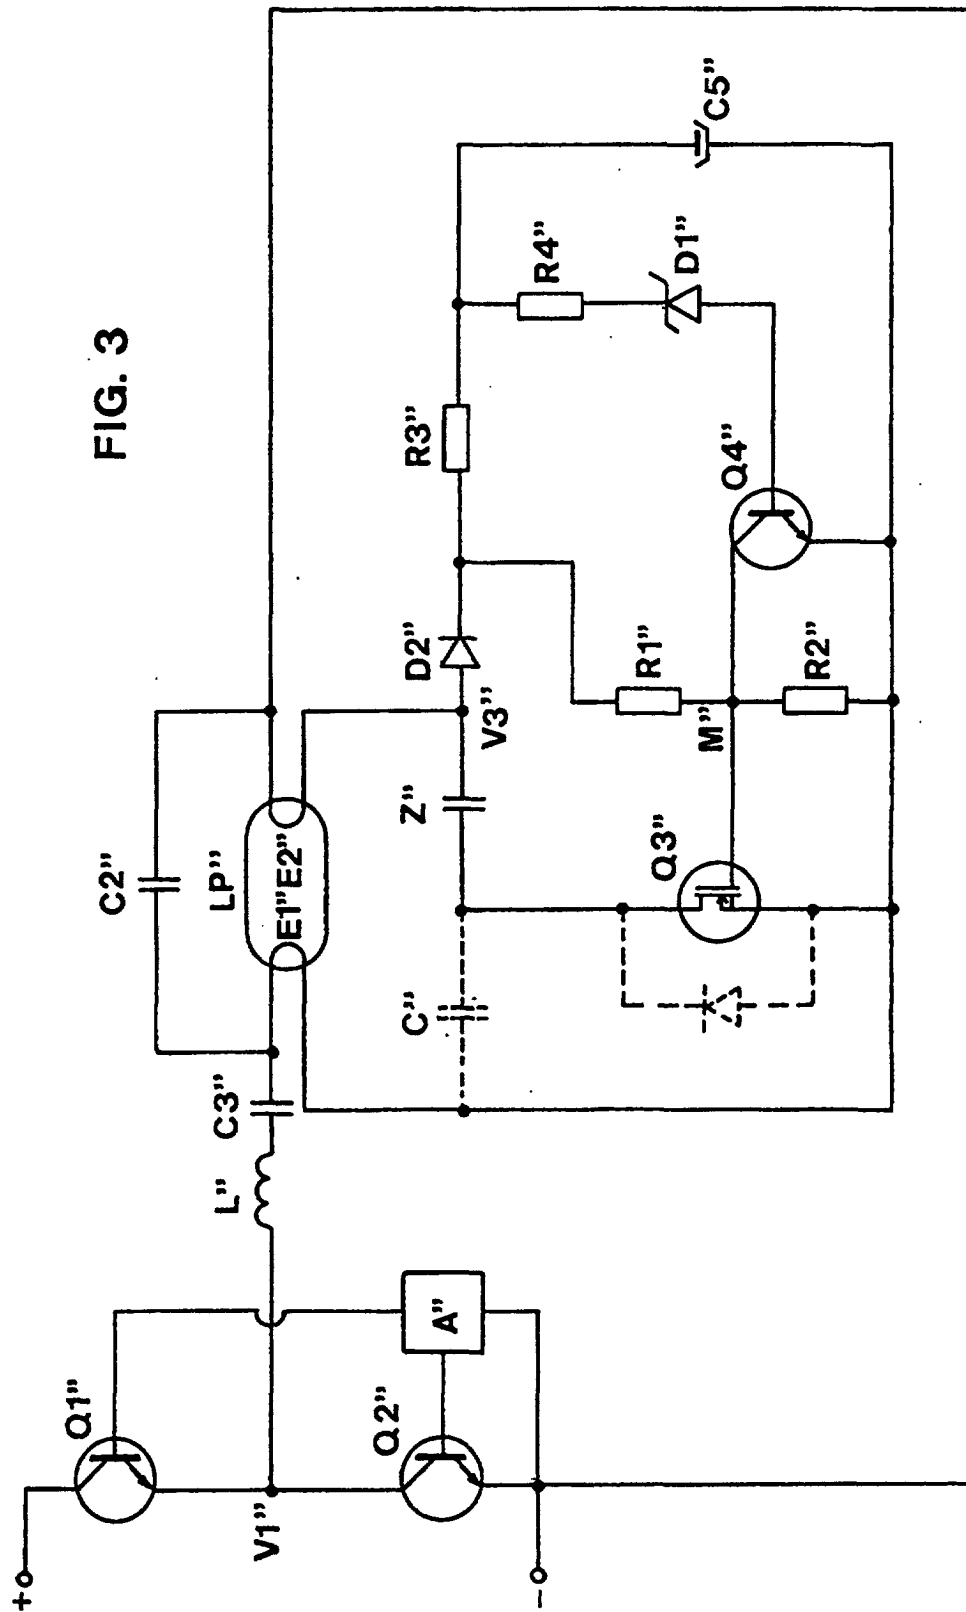 FIG. 3
+
Q1”
V1”
Q2”
-
A”
L”
C3”
C2”
LP”
E1”E2”
C”
Z”
V3”
D2”
R3”
R4”
D1”
C5”
Q4”
R1”
M”
R2”
Q3”